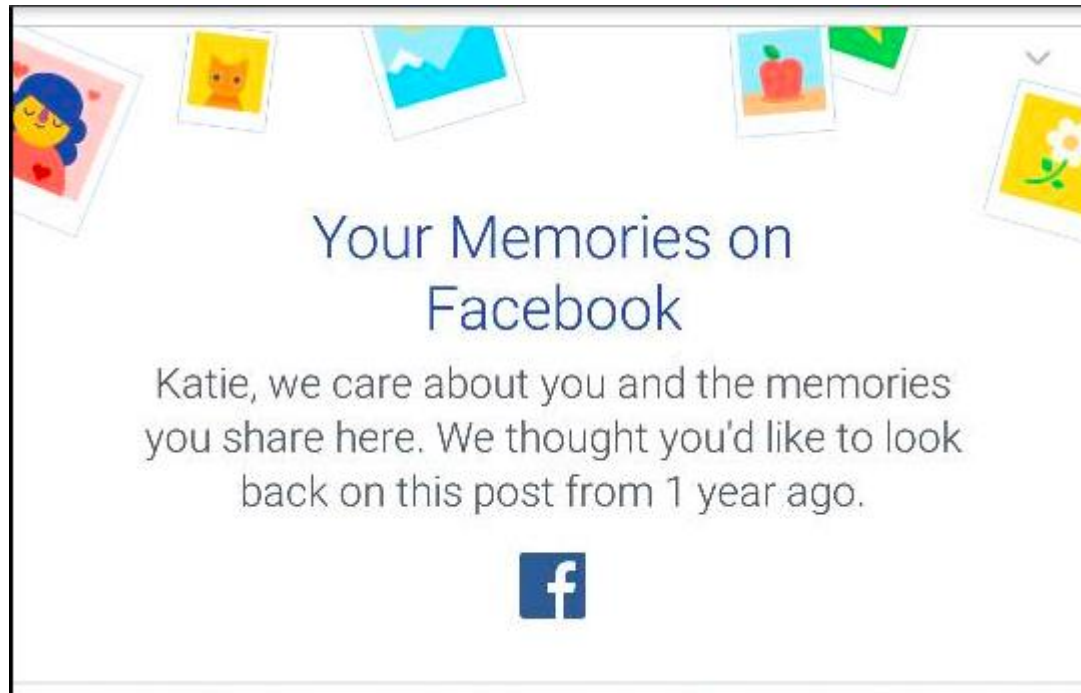 Your Memories on
Facebook
Katie, we care about you and the memories
you share here. We thought you'd like to look
back on this post from 1 year ago.